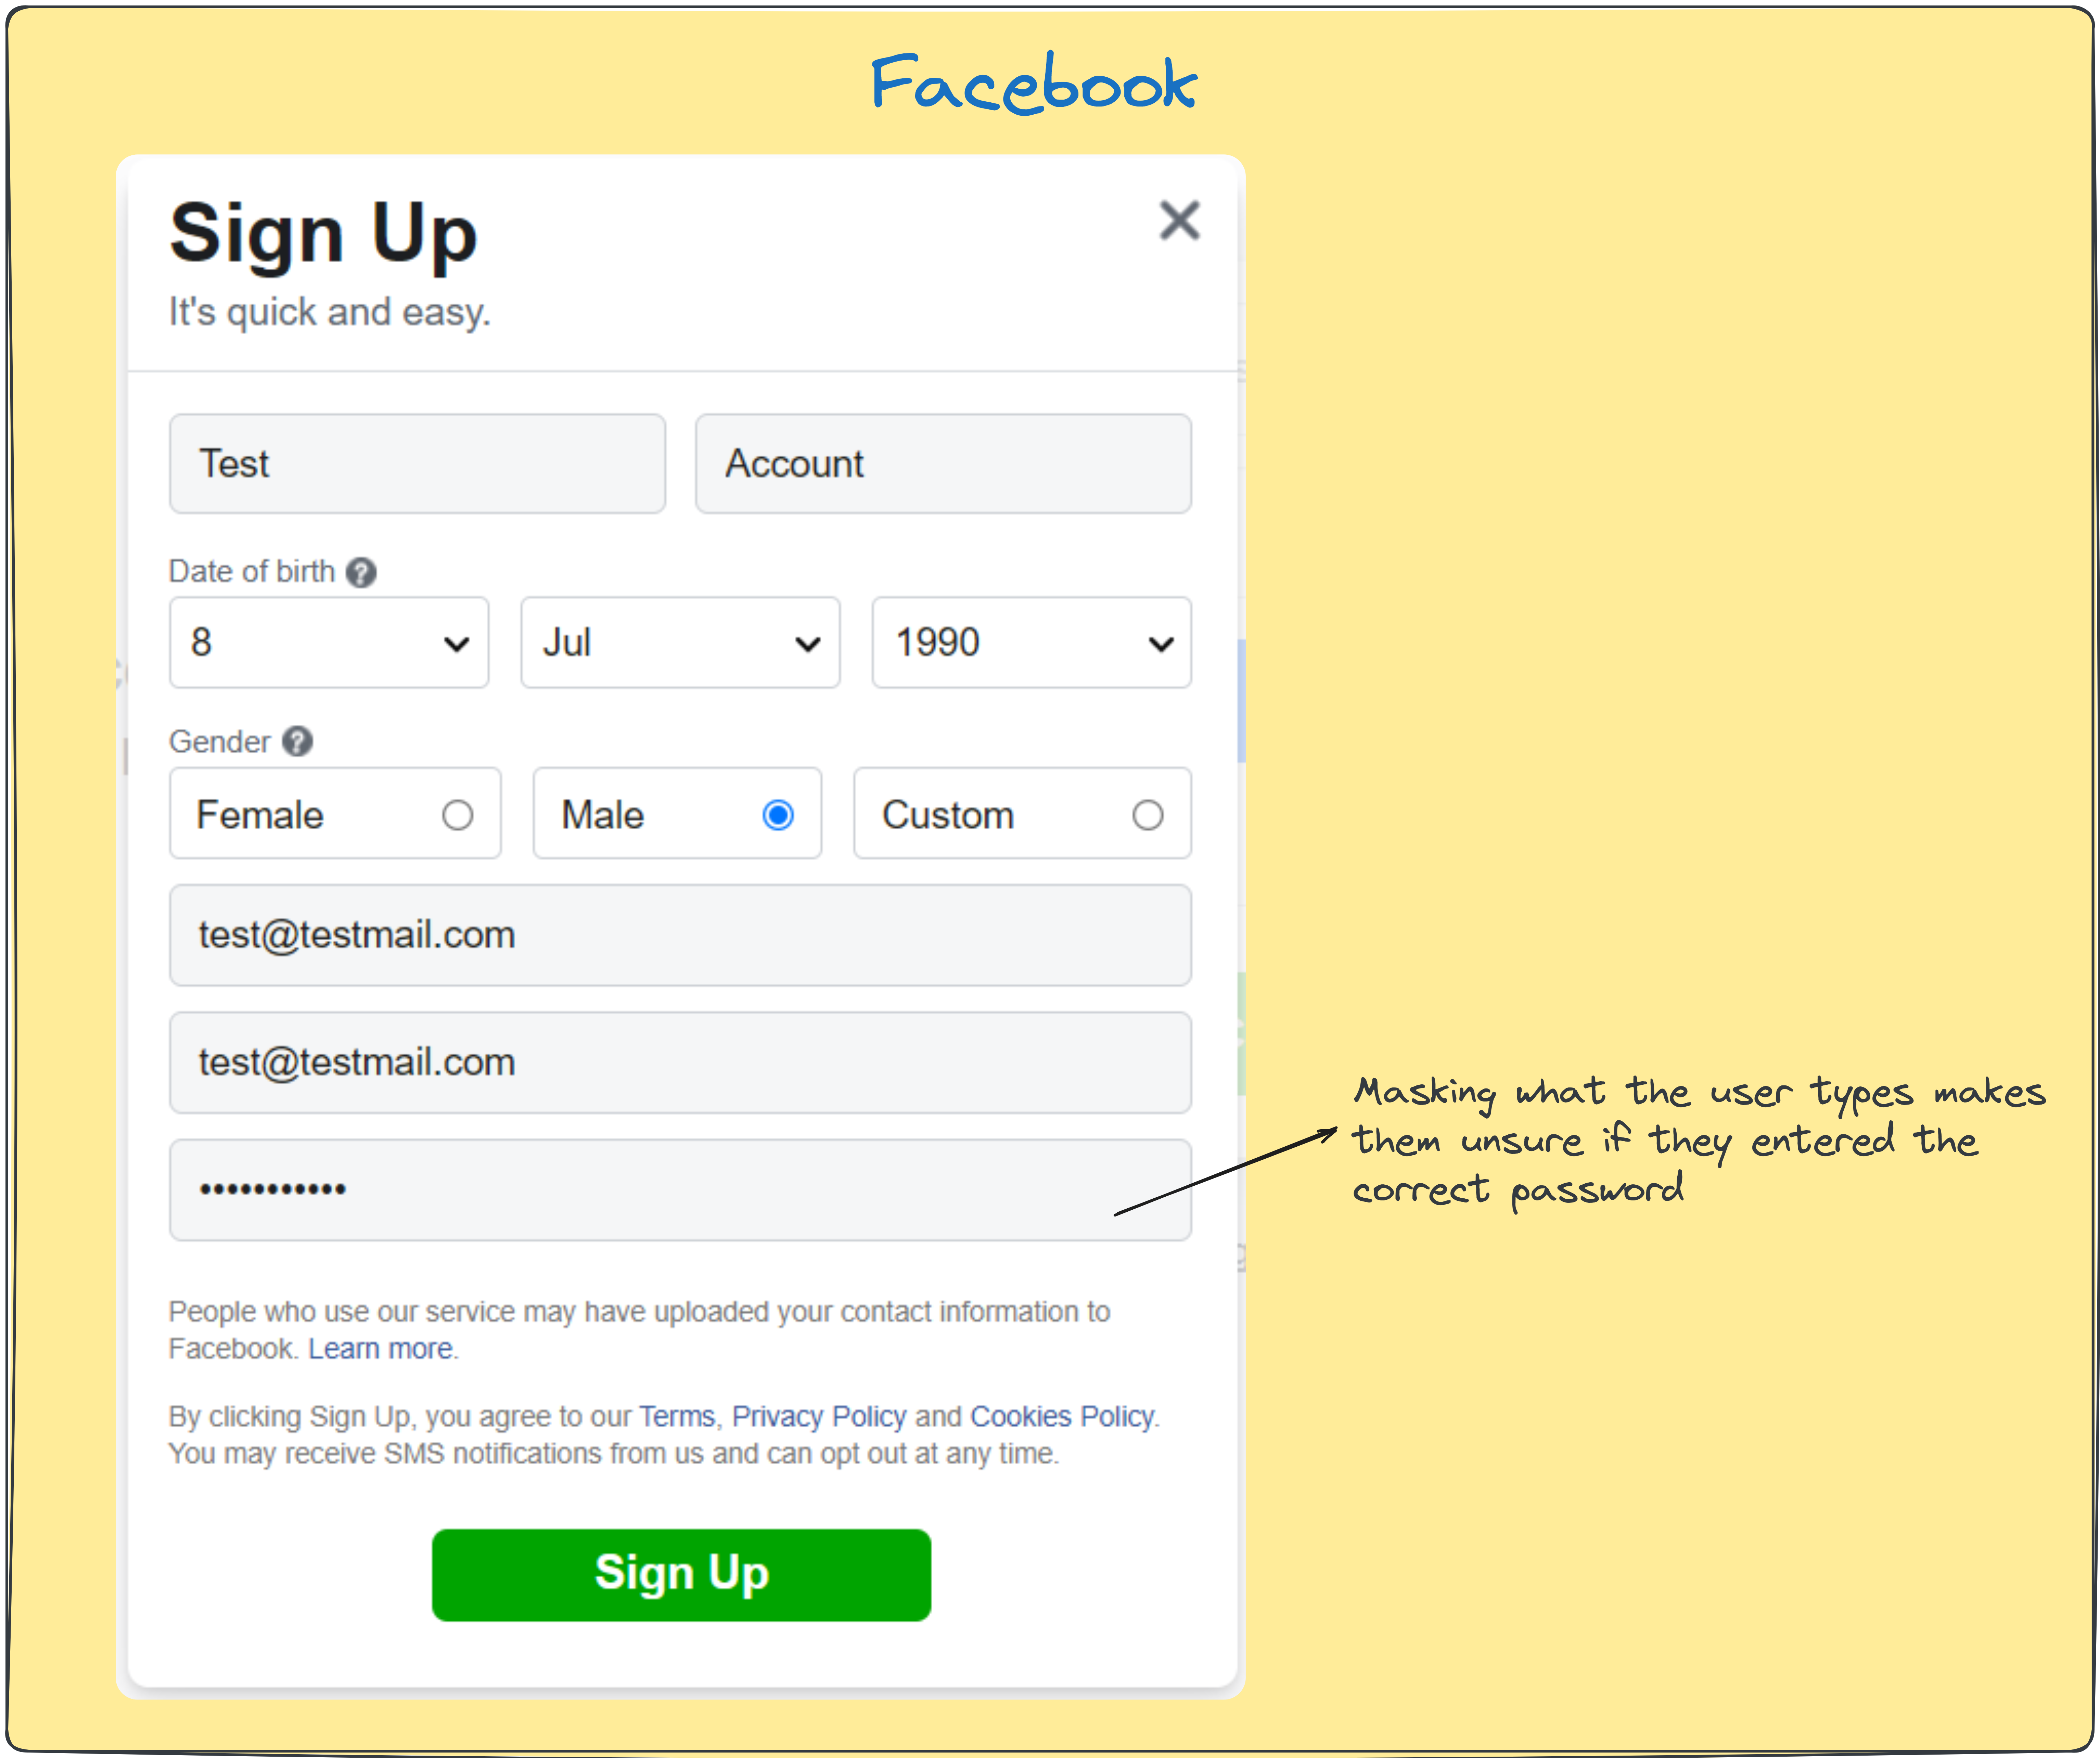 Facebook
Sign Up
It's quick and easy.
Test
Account
Date of birth ?
8
Jul
1990
Gender ?
Female
Male
Custom
test@testmail.com
test@testmail.com
•••••••••••
Masking what the user types makes
them unsure if they entered the
correct password
People who use our service may have uploaded your contact information to
Facebook. Learn more.
By clicking Sign Up, you agree to our Terms, Privacy Policy and Cookies Policy.
You may receive SMS notifications from us and can opt out at any time.
Sign Up